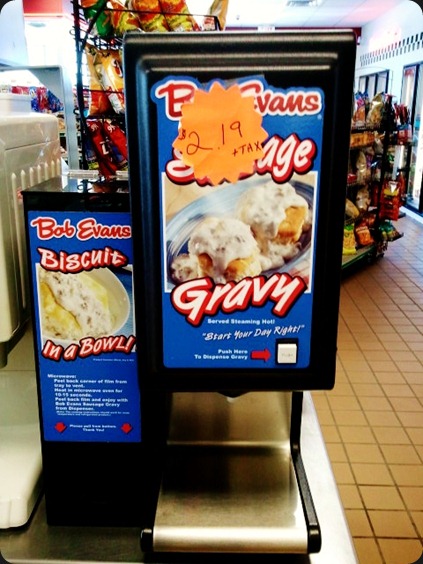 Bob Evans
$2.19
+ TAX
Sausage
Gravy
Served Steaming Hot!
"Start Your Day Right!"
Push Here
To Dispense Gravy
Bob Evans
Biscuit
In a Bowl!
Microwave:
Peel back corner of film from
tray to vent.
Heat in microwave oven for
10-15 seconds.
Peel back film and enjoy with
Bob Evans Sausage Gravy
from Dispenser.
Please pull from bottom
Thank You!